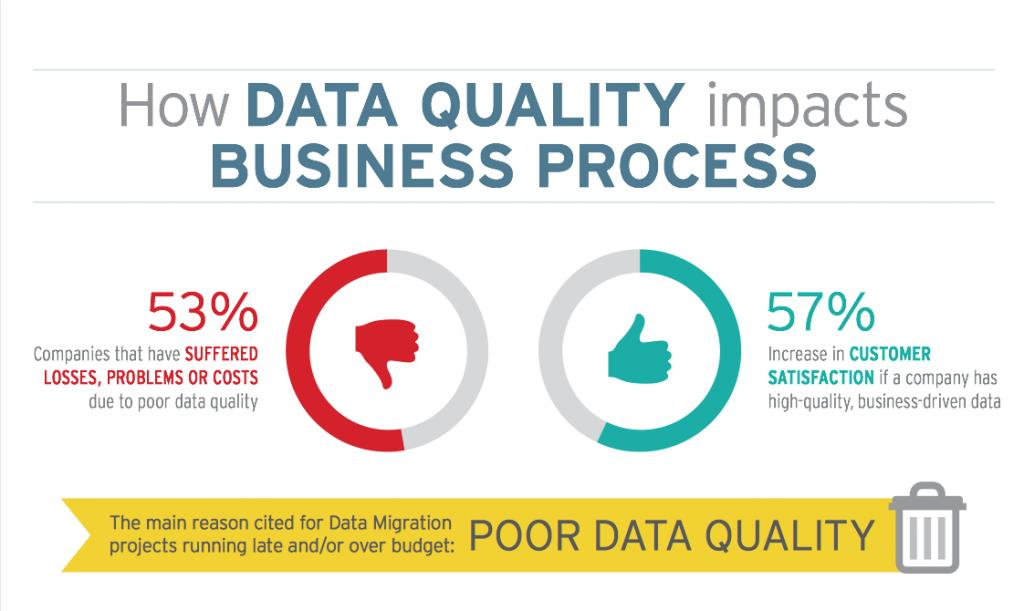 How DATA QUALITY impacts
BUSINESS PROCESS
53%
Companies that have SUFFERED
LOSSES, PROBLEMS OR COSTS
due to poor data quality
57%
Increase in CUSTOMER
SATISFACTION if a company has
high-quality, business-driven data
The main reason cited for Data Migration
projects running late and/or over budget:
POOR DATA QUALITY